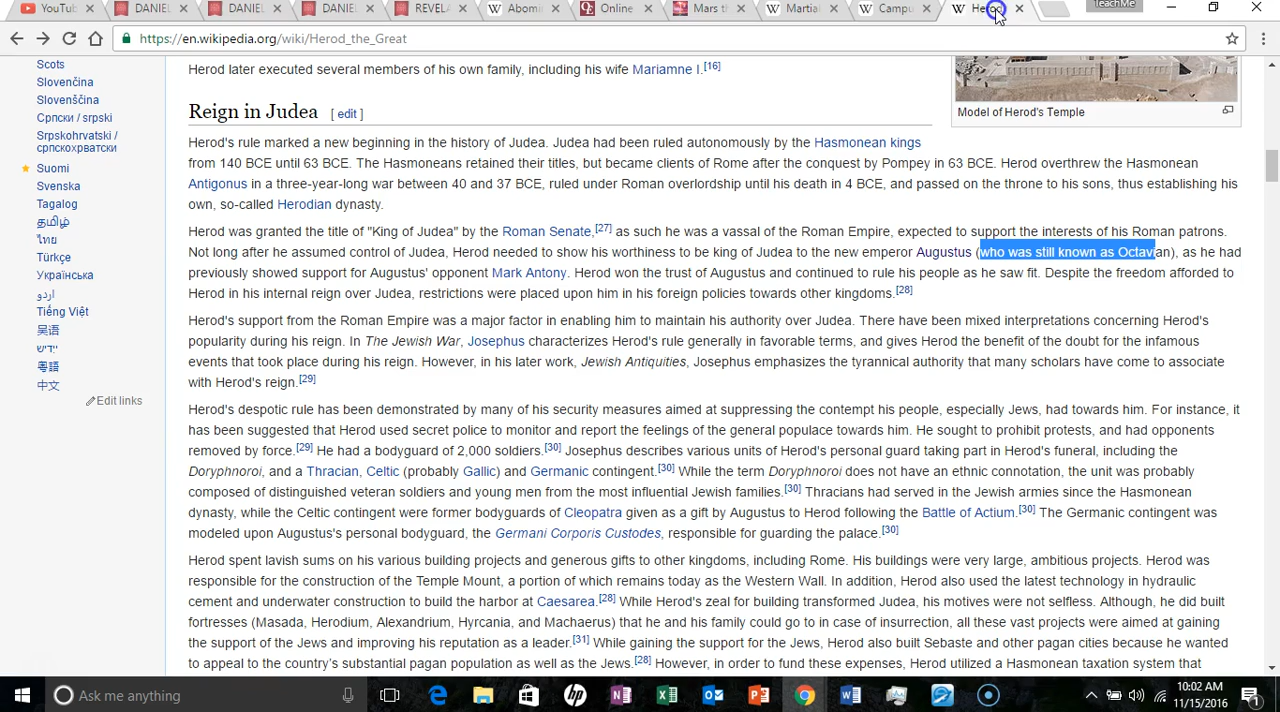 YouTub
DANIEL
DANIEL
DANIEL
REVELA
Abomi
Online
Mars th
Martial
Campu
Herod
TeachMe
https://en.wikipedia.org/wiki/Herod_the_Great
Scots
Slovenčina
Slovenščina
Српски / srpski
Srpskohrvatski /
српскохрватски
Suomi
Svenska
Tagalog
தமிழ்
ไทย
Türkçe
Українська
اردو
Tiếng Việt
吴语
ייִדיש
粵語
中文
Edit links
Herod later executed several members of his own family, including his wife Mariamne I.[16]
Model of Herod's Temple
Reign in Judea [ edit ]
Herod's rule marked a new beginning in the history of Judea. Judea had been ruled autonomously by the Hasmonean kings
from 140 BCE until 63 BCE. The Hasmoneans retained their titles, but became clients of Rome after the conquest by Pompey in 63 BCE. Herod overthrew the Hasmonean
Antigonus in a three-year-long war between 40 and 37 BCE, ruled under Roman overlordship until his death in 4 BCE, and passed on the throne to his sons, thus establishing his
own, so-called Herodian dynasty.
Herod was granted the title of "King of Judea" by the Roman Senate,[27] as such he was a vassal of the Roman Empire, expected to support the interests of his Roman patrons.
Not long after he assumed control of Judea, Herod needed to show his worthiness to be king of Judea to the new emperor Augustus (who was still known as Octavian), as he had
previously showed support for Augustus' opponent Mark Antony. Herod won the trust of Augustus and continued to rule his people as he saw fit. Despite the freedom afforded to
Herod in his internal reign over Judea, restrictions were placed upon him in his foreign policies towards other kingdoms.[28]
Herod's support from the Roman Empire was a major factor in enabling him to maintain his authority over Judea. There have been mixed interpretations concerning Herod's
popularity during his reign. In The Jewish War, Josephus characterizes Herod's rule generally in favorable terms, and gives Herod the benefit of the doubt for the infamous
events that took place during his reign. However, in his later work, Jewish Antiquities, Josephus emphasizes the tyrannical authority that many scholars have come to associate
with Herod's reign.[29]
Herod's despotic rule has been demonstrated by many of his security measures aimed at suppressing the contempt his people, especially Jews, had towards him. For instance, it
has been suggested that Herod used secret police to monitor and report the feelings of the general populace towards him. He sought to prohibit protests, and had opponents
removed by force.[29] He had a bodyguard of 2,000 soldiers.[30] Josephus describes various units of Herod's personal guard taking part in Herod's funeral, including the
Doryphnoroi, and a Thracian, Celtic (probably Gallic) and Germanic contingent.[30] While the term Doryphnoroi does not have an ethnic connotation, the unit was probably
composed of distinguished veteran soldiers and young men from the most influential Jewish families.[30] Thracians had served in the Jewish armies since the Hasmonean
dynasty, while the Celtic contingent were former bodyguards of Cleopatra given as a gift by Augustus to Herod following the Battle of Actium.[30] The Germanic contingent was
modeled upon Augustus's personal bodyguard, the Germani Corporis Custodes, responsible for guarding the palace.[30]
Herod spent lavish sums on his various building projects and generous gifts to other kingdoms, including Rome. His buildings were very large, ambitious projects. Herod was
responsible for the construction of the Temple Mount, a portion of which remains today as the Western Wall. In addition, Herod also used the latest technology in hydraulic
cement and underwater construction to build the harbor at Caesarea.[28] While Herod's zeal for building transformed Judea, his motives were not selfless. Although, he did built
fortresses (Masada, Herodium, Alexandrium, Hyrcania, and Machaerus) that he and his family could go to in case of insurrection, all these vast projects were aimed at gaining
the support of the Jews and improving his reputation as a leader.[31] While gaining the support for the Jews, Herod also built Sebaste and other pagan cities because he wanted
to appeal to the country's substantial pagan population as well as the Jews.[28] However, in order to fund these expenses, Herod utilized a Hasmonean taxation system that
Ask me anything
10:02 AM
11/15/2016